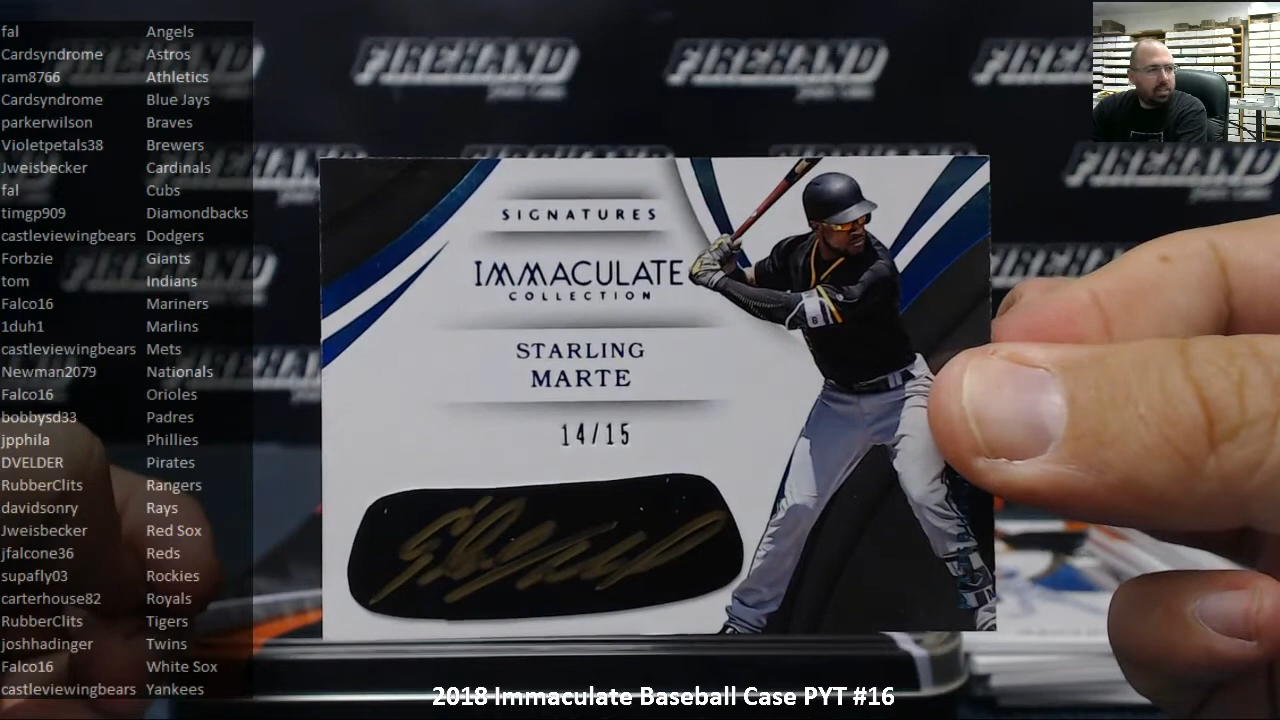 fal Angels
Cardsyndrome Astros
ram8766 Athletics
Cardsyndrome Blue Jays
parkerwilson Braves
Violetpetals38 Brewers
Jweisbecker Cardinals
fal Cubs
timgp909 Diamondbacks
castleviewingbears Dodgers
Forbzie Giants
tom Indians
Falco16 Mariners
1duh1 Marlins
castleviewingbears Mets
Newman2079 Nationals
Falco16 Orioles
bobbysd33 Padres
jpphila Phillies
DVELDER Pirates
RubberClits Rangers
davidsonry Rays
Jweisbecker Red Sox
jfalcone36 Reds
supafly03 Rockies
carterhouse82 Royals
RubberClits Tigers
joshhadinger Twins
Falco16 White Sox
castleviewingbears Yankees
FIREHAND FIREHAND FIREHAND
FIREHAND
SIGNATURES
IMMACULATE
COLLECTION
STARLING
MARTE
14/15
2018 Immaculate Baseball Case PYT #16